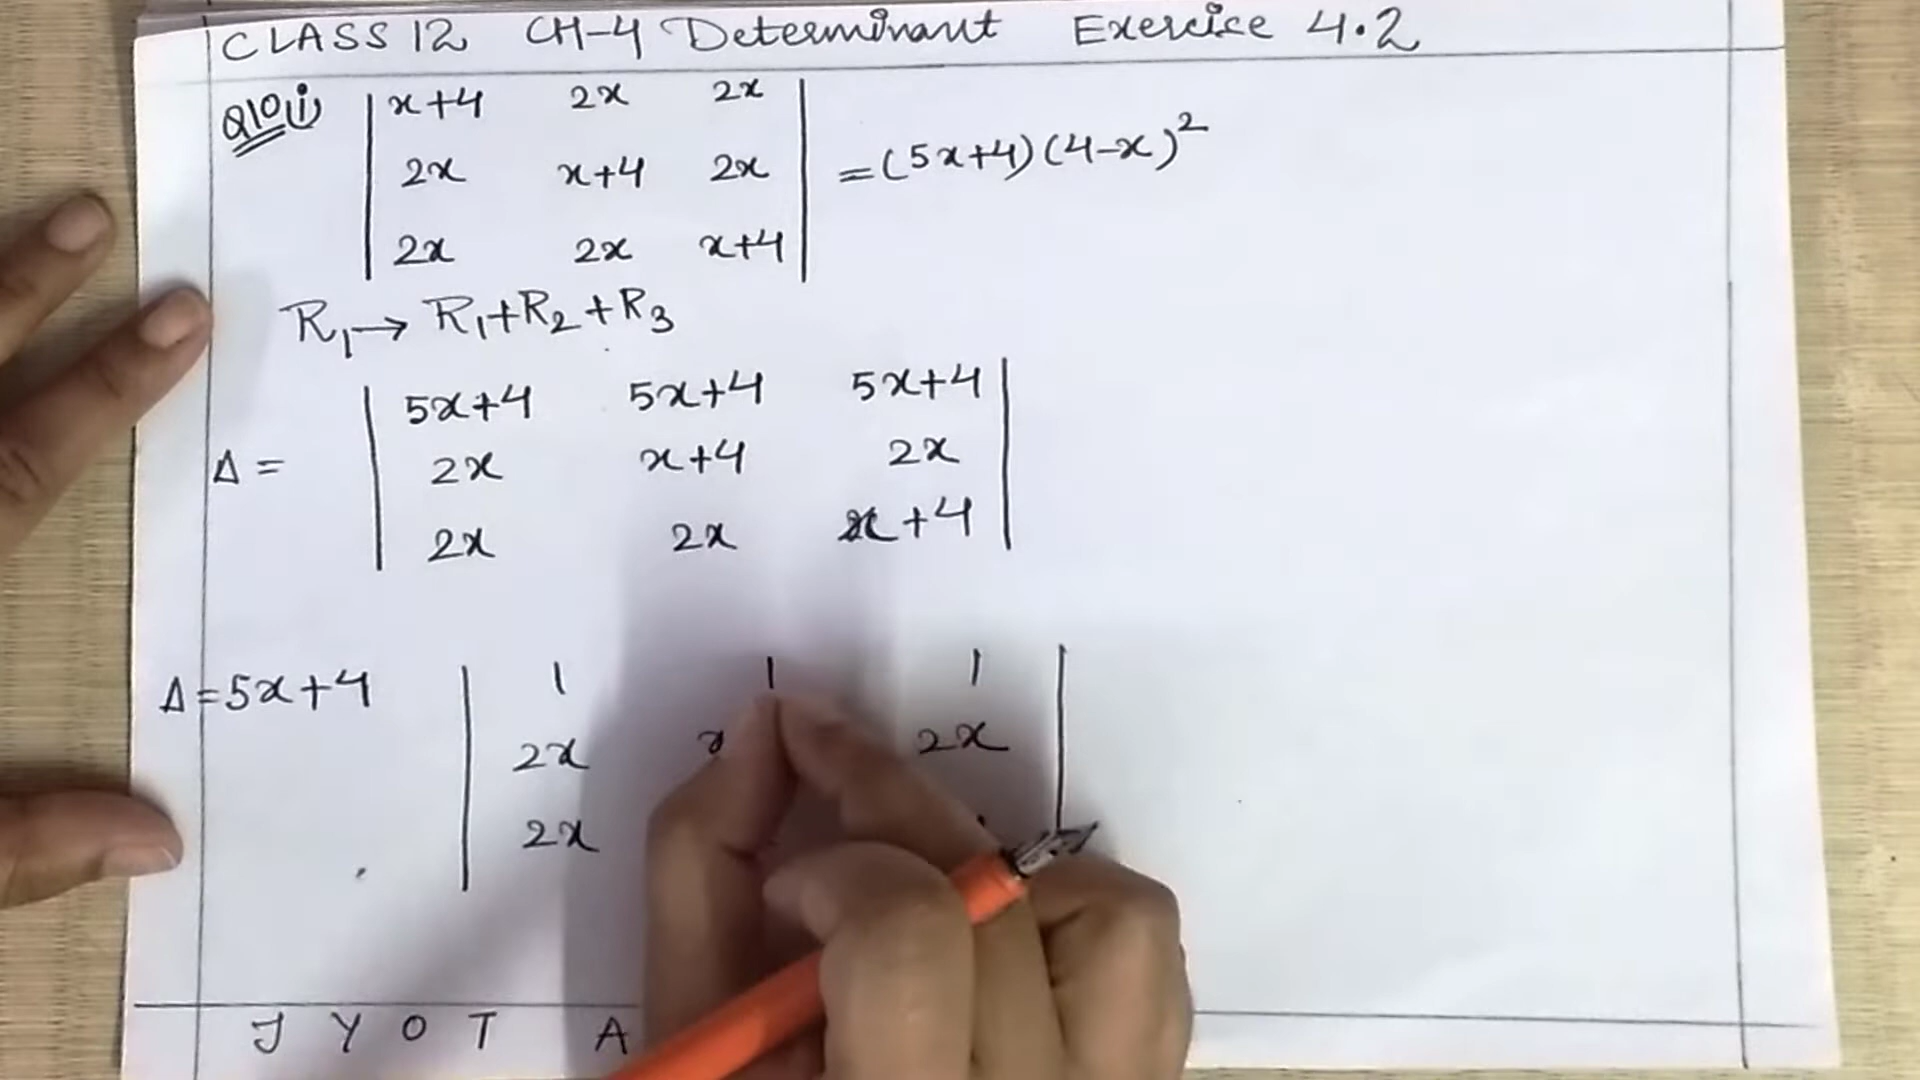 CLASS 12 CH-4 Determinant Exercise 4.2
Q10 i) | x+4 2x 2x |
| 2x x+4 2x | = (5x+4) (4-x)²
| 2x 2x x+4 |
R₁ → R₁+R₂+R₃
| 5x+4 5x+4 5x+4 |
Δ = | 2x x+4 2x |
| 2x 2x x+4 |
Δ=5x+4 | 1 1 1 |
| 2x x 2x |
| 2x
J Y O T A